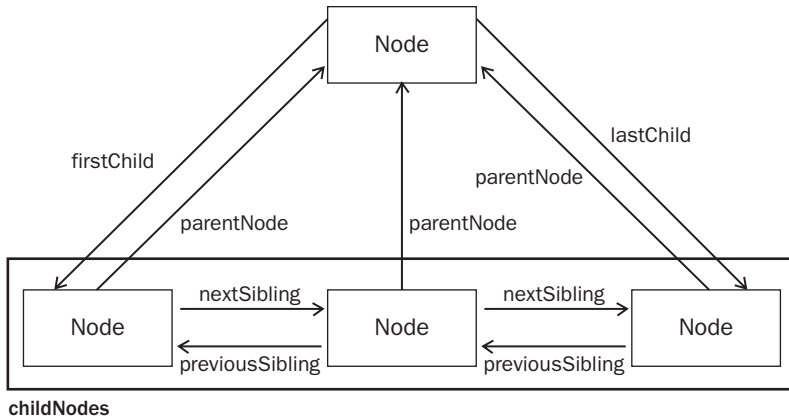 Node
firstChild
lastChild
parentNode
parentNode
parentNode
Node
nextSibling
previousSibling
Node
nextSibling
previousSibling
Node
childNodes